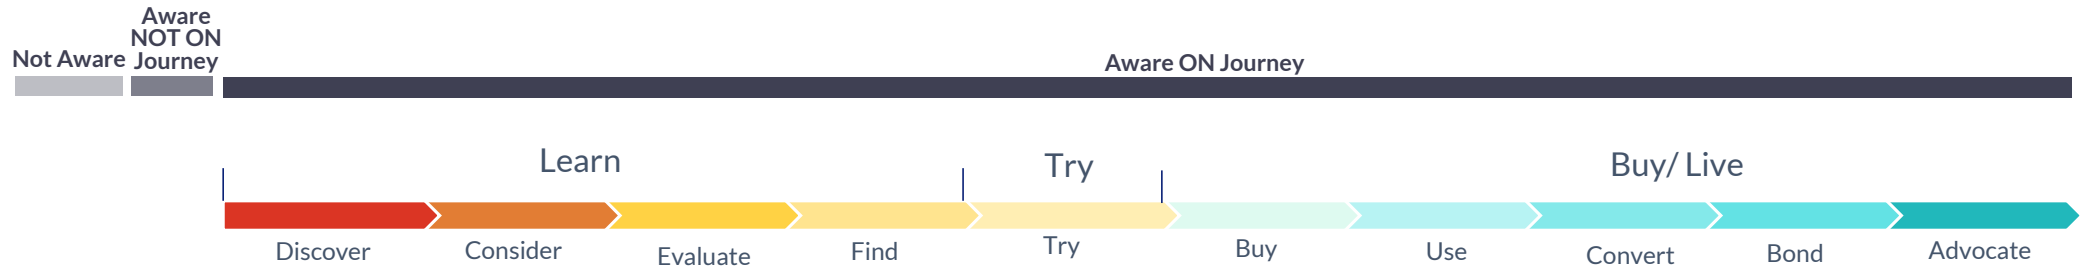 Aware
NOT ON
Not Aware Journey
Aware ON Journey
Learn
Try
Buy/ Live
Discover
Consider
Evaluate
Find
Try
Buy
Use
Convert
Bond
Advocate